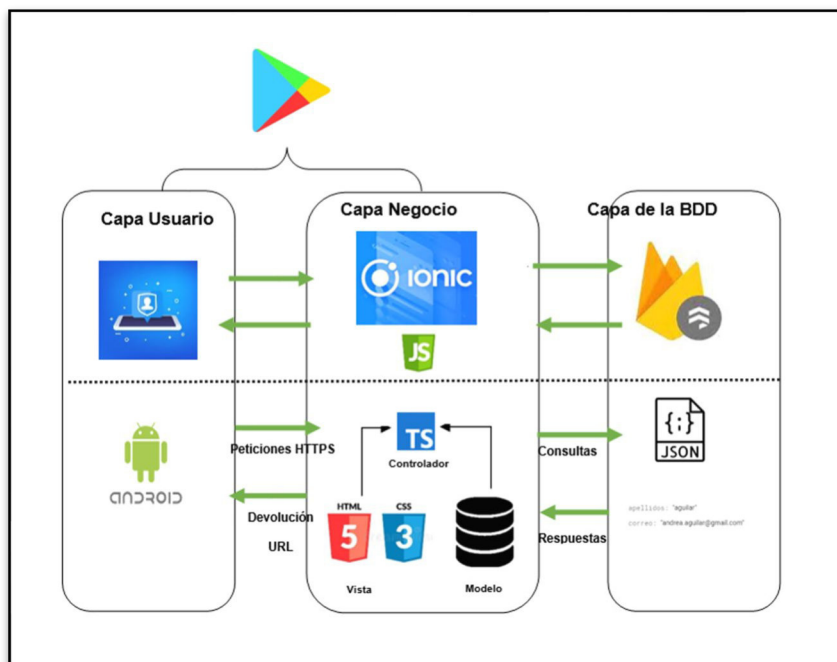 Capa Usuario
Capa Negocio
Capa de la BDD
IONIC
JS
Peticiones HTTPS
TS
Controlador
Consultas
{;}
JSON
ANDROID
Devolución
URL
HTML
5
CSS
3
Vista
Modelo
Respuestas
apellidos: "aguilar"
correo: "andrea.aguilar@gmail.com"